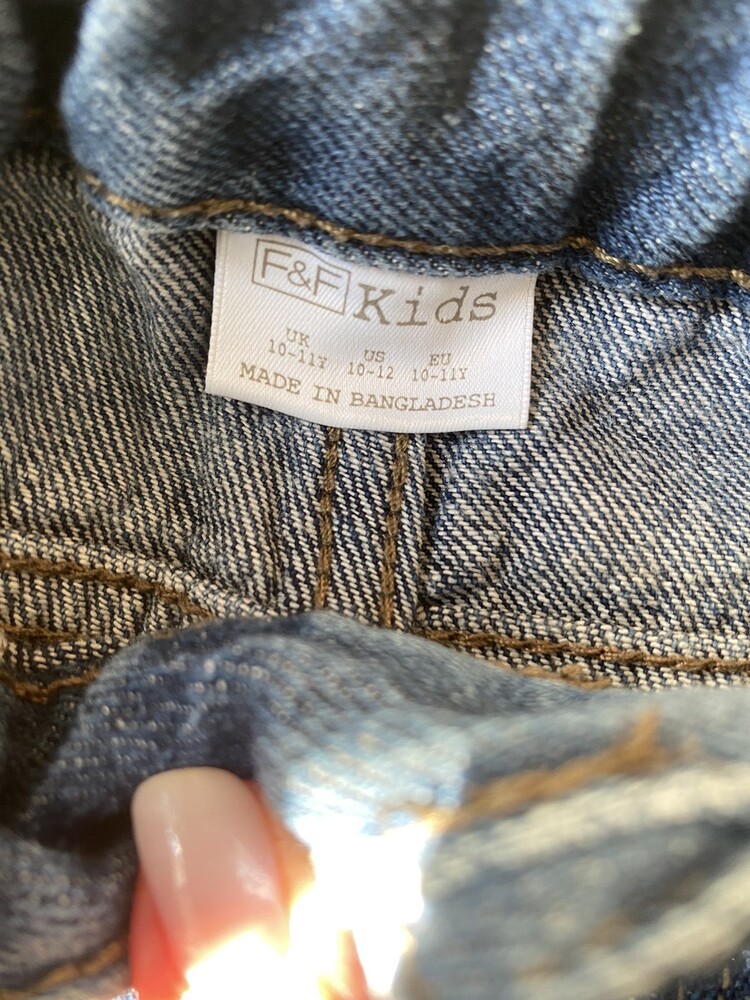 F&F Kids
UK US EU
10-11Y 10-12 10-11Y
MADE IN BANGLADESH